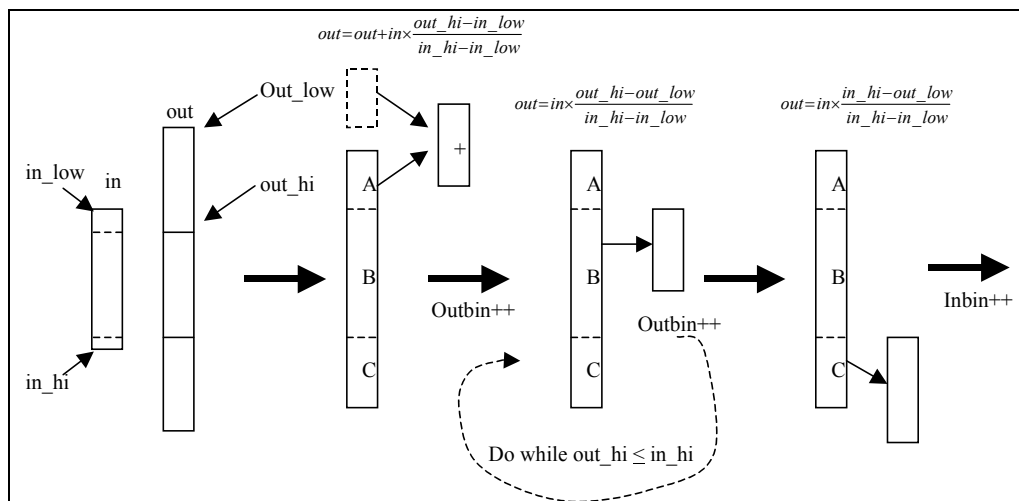 out=out+in×(out_hi−in_low)/(in_hi−in_low)
Out_low
out
in_low
in
out_hi
in_hi
+
A
B
C
Outbin++
out=in×(out_hi−out_low)/(in_hi−in_low)
A
B
C
Outbin++
Do while out_hi ≤ in_hi
out=in×(in_hi−out_low)/(in_hi−in_low)
A
B
C
Inbin++